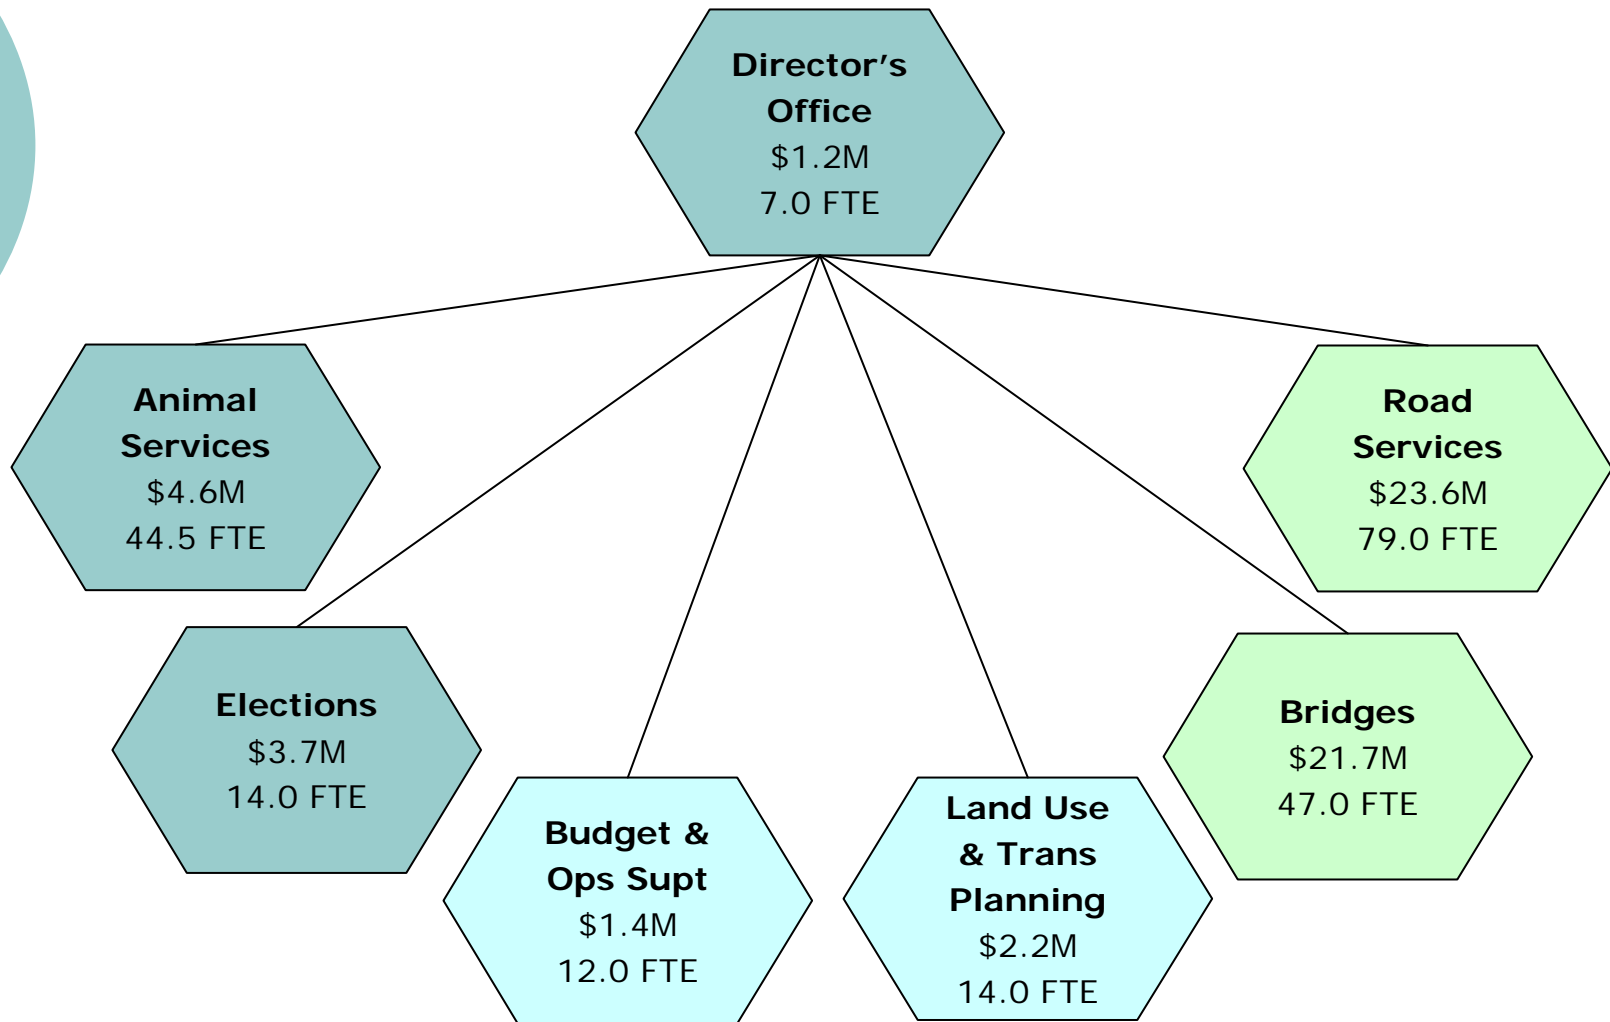 Director's
Office
$1.2M
7.0 FTE
Animal
Services
$4.6M
44.5 FTE
Road
Services
$23.6M
79.0 FTE
Elections
$3.7M
14.0 FTE
Bridges
$21.7M
47.0 FTE
Budget &
Ops Supt
$1.4M
12.0 FTE
Land Use
& Trans
Planning
$2.2M
14.0 FTE